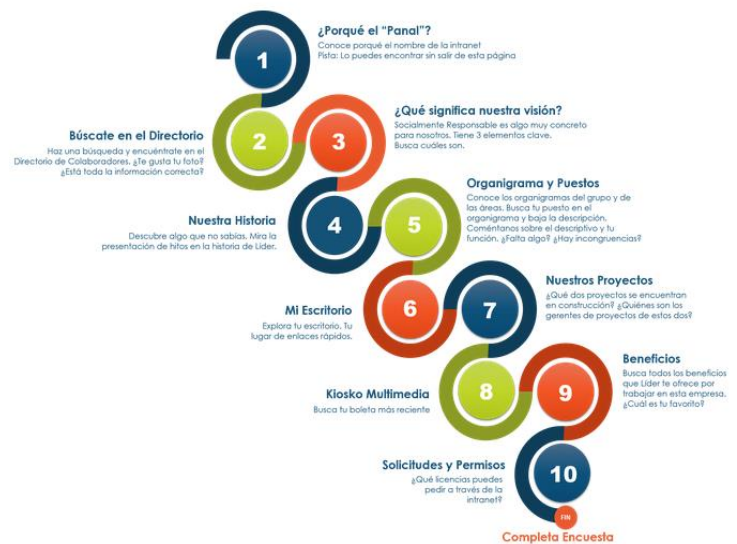 1
¿Porqué el “Panal”?
Conoce porqué el nombre de la intranet
Pista: Lo puedes encontrar sin salir de esta página
2
Búscate en el Directorio
Haz una búsqueda y encuéntrate en el
Directorio de Colaboradores. ¿Te gusta tu foto?
¿Está toda la información correcta?
3
¿Qué significa nuestra visión?
Socialmente Responsable es algo muy concreto
para nosotros. Tiene 3 elementos clave.
Busca cuáles son.
4
Nuestra Historia
Descubre algo que no sabías. Mira la
presentación de hitos en la historia de Líder.
5
Organigrama y Puestos
Conoce los organigramas del grupo y de
las áreas. Busca tu puesto en el
organigrama y baja la descripción.
Coméntanos sobre el descriptivo y tu
función. ¿Falta algo? ¿Hay incongruencias?
6
Mi Escritorio
Explora tu escritorio. Tu
lugar de enlaces rápidos.
7
Nuestros Proyectos
¿Qué dos proyectos se encuentran
en construcción? ¿Quiénes son los
gerentes de proyectos de estos dos?
8
Kiosko Multimedia
Busca tu boleta más reciente
9
Beneficios
Busca todos los beneficios
que Líder te ofrece por
trabajar en esta empresa.
¿Cuál es tu favorito?
10
Solicitudes y Permisos
¿Qué licencias puedes
pedir a través de la
intranet?
FIN
Completa Encuesta